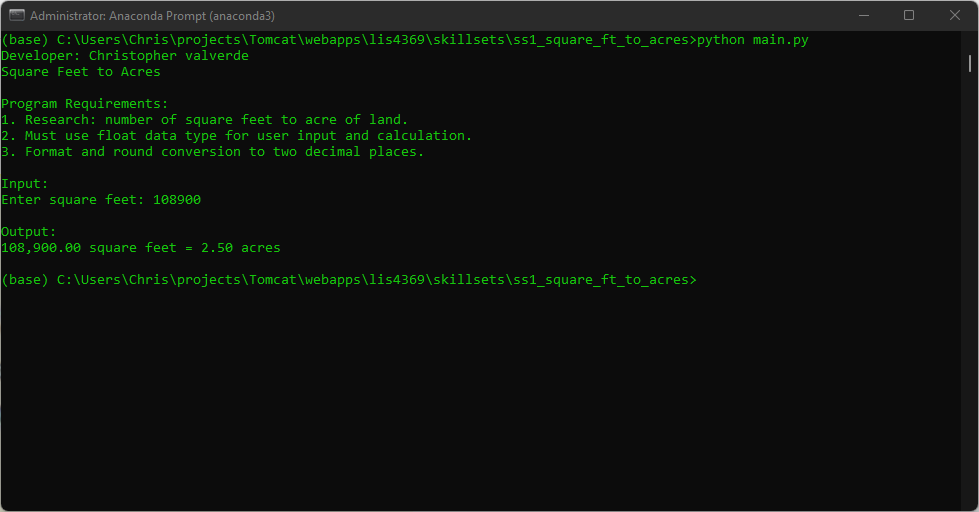 Administrator: Anaconda Prompt (anaconda3)
(base) C:\Users\Chris\projects\Tomcat\webapps\lis4369\skillsets\ss1_square_ft_to_acres>python main.py
Developer: Christopher valverde
Square Feet to Acres
Program Requirements:
1. Research: number of square feet to acre of land.
2. Must use float data type for user input and calculation.
3. Format and round conversion to two decimal places.
Input:
Enter square feet: 108900
Output:
108,900.00 square feet = 2.50 acres
(base) C:\Users\Chris\projects\Tomcat\webapps\lis4369\skillsets\ss1_square_ft_to_acres>